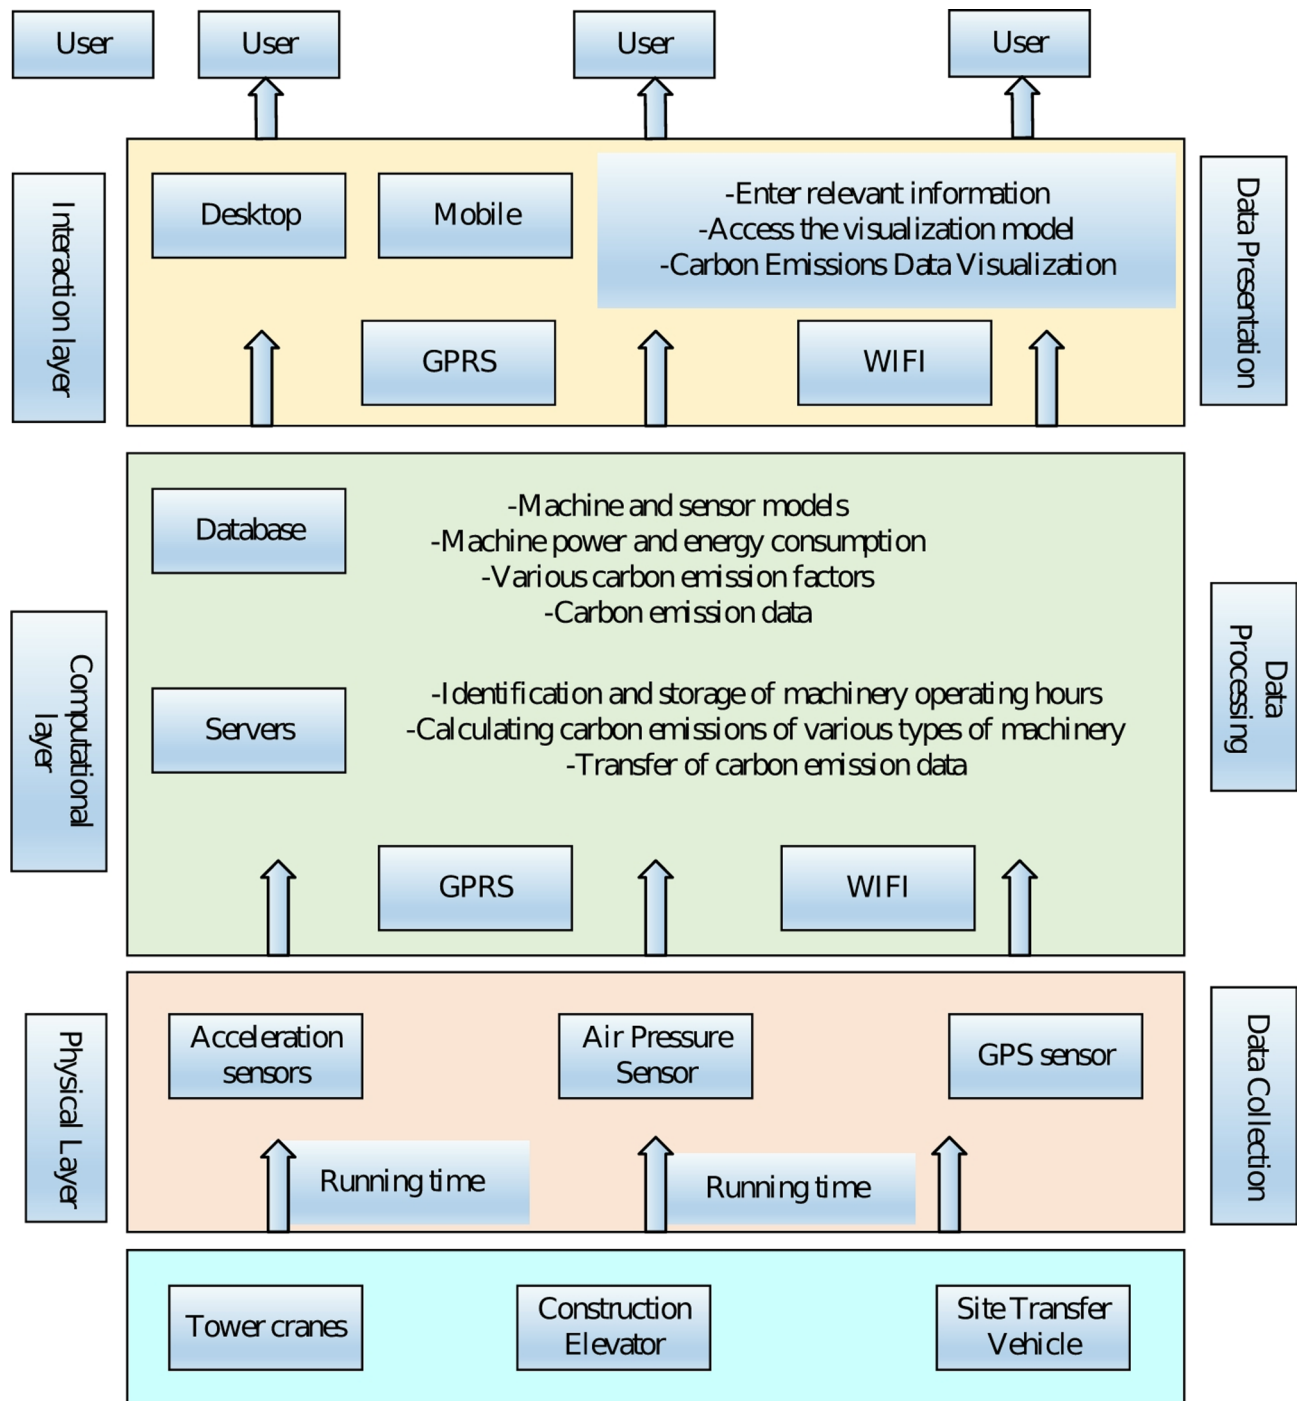 User
User
User
User
Interaction layer
Desktop
Mobile
-Enter relevant information
-Access the visualization model
-Carbon Emissions Data Visualization
GPRS
WIFI
Data Presentation
Computational
layer
Database
-Machine and sensor models
-Machine power and energy consumption
-Various carbon emission factors
-Carbon emission data
Servers
-Identification and storage of machinery operating hours
-Calculating carbon emissions of various types of machinery
-Transfer of carbon emission data
GPRS
WIFI
Data
Processing
Physical Layer
Acceleration
sensors
Air Pressure
Sensor
GPS sensor
Running time
Running time
Data Collection
Tower cranes
Construction
Elevator
Site Transfer
Vehicle